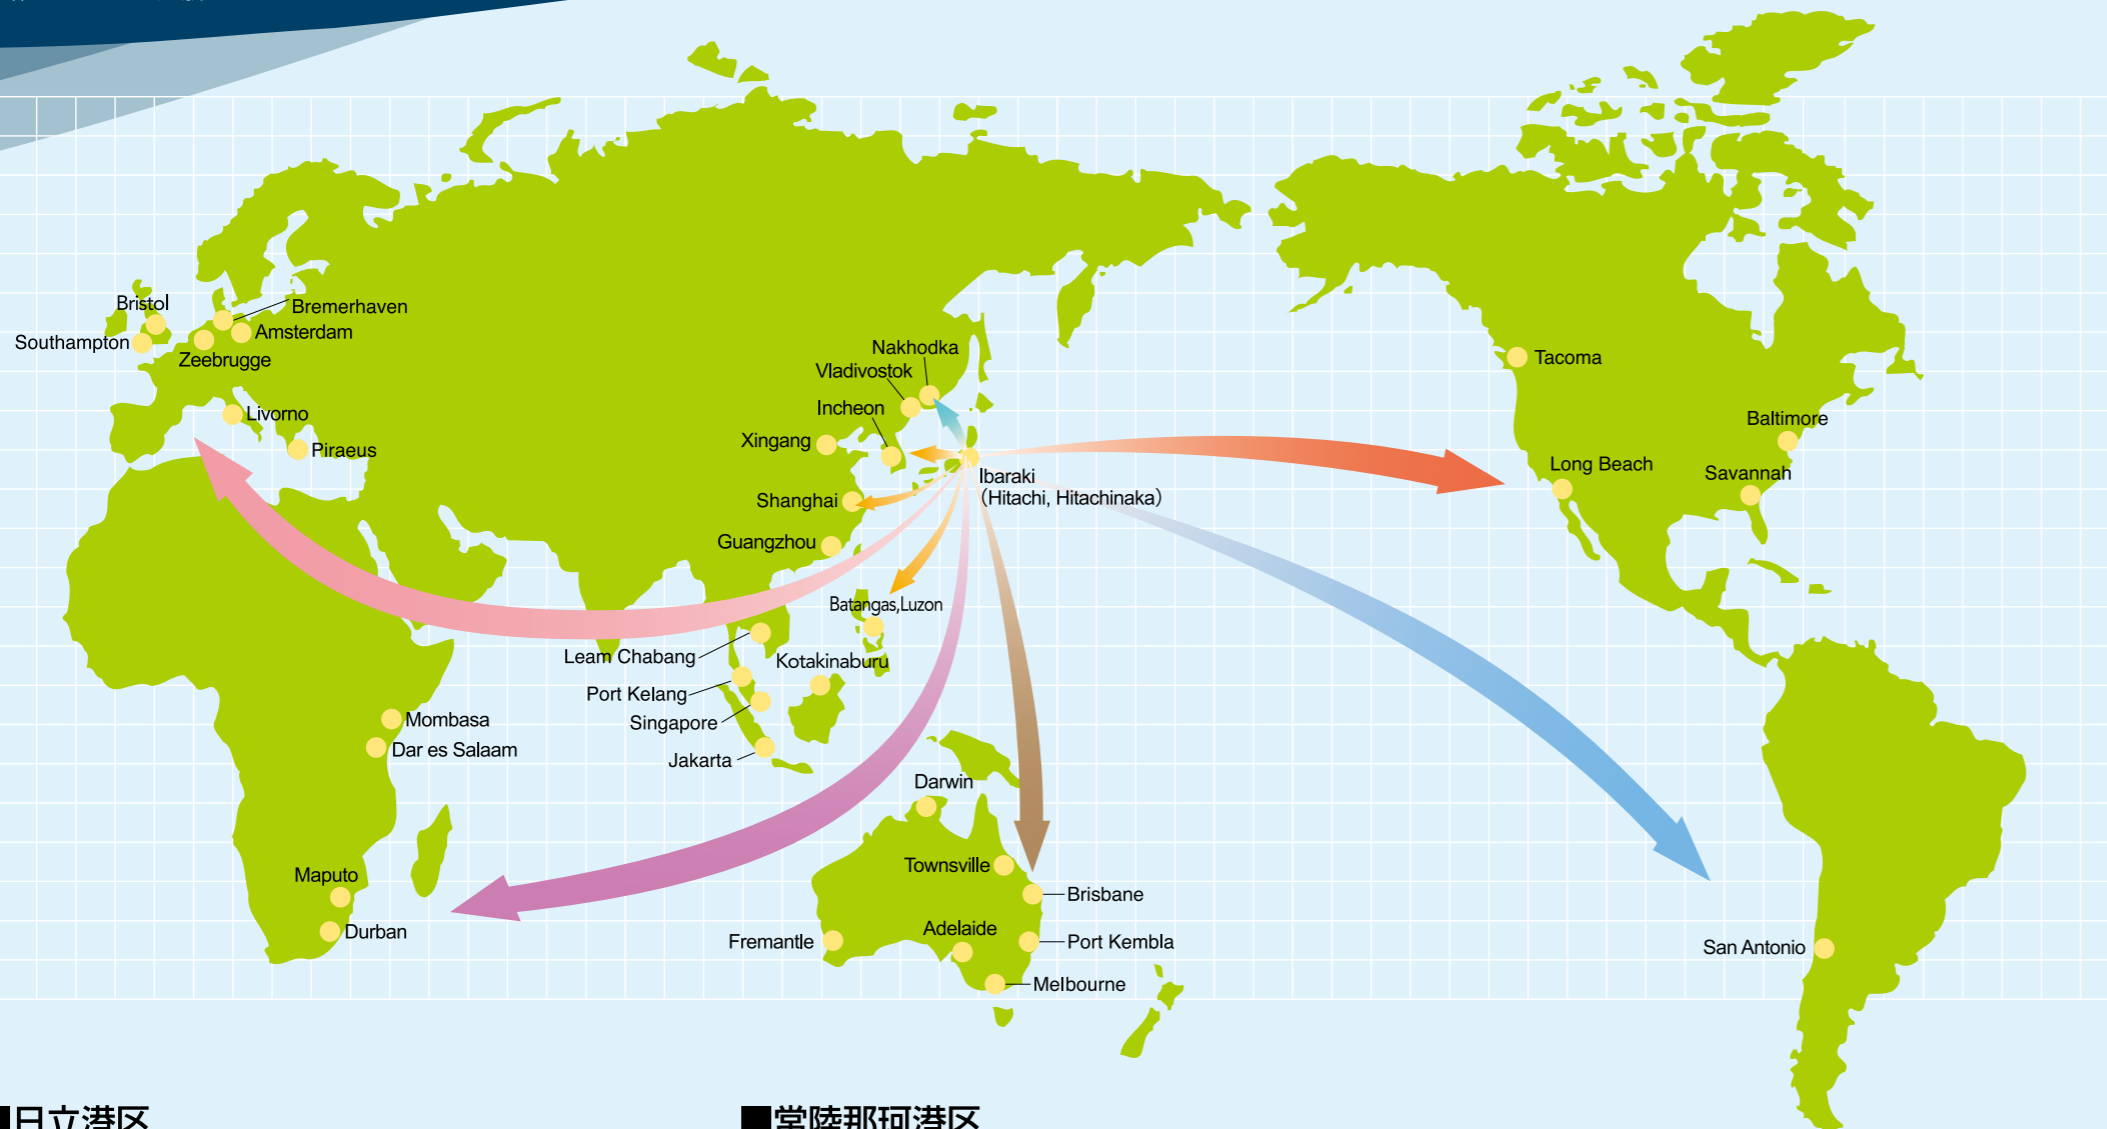 Bristol
Bremerhaven
Southampton
Amsterdam
Zeebrugge
Nakhodka
Vladivostok
Tacoma
Incheon
Livorno
Baltimore
Xingang
Piraeus
Long Beach
Savannah
Ibaraki
（Hitachi, Hitachinaka）
Shanghai
Guangzhou
Batangas,Luzon
Leam Chabang
Kotakinaburu
Port Kelang
Singapore
Mombasa
Dar es Salaam
Jakarta
Darwin
Townsville
Maputo
Brisbane
Adelaide
Durban
Fremantle
Port Kembla
San Antonio
Melbourne
■日立港区
■常陸那珂港区